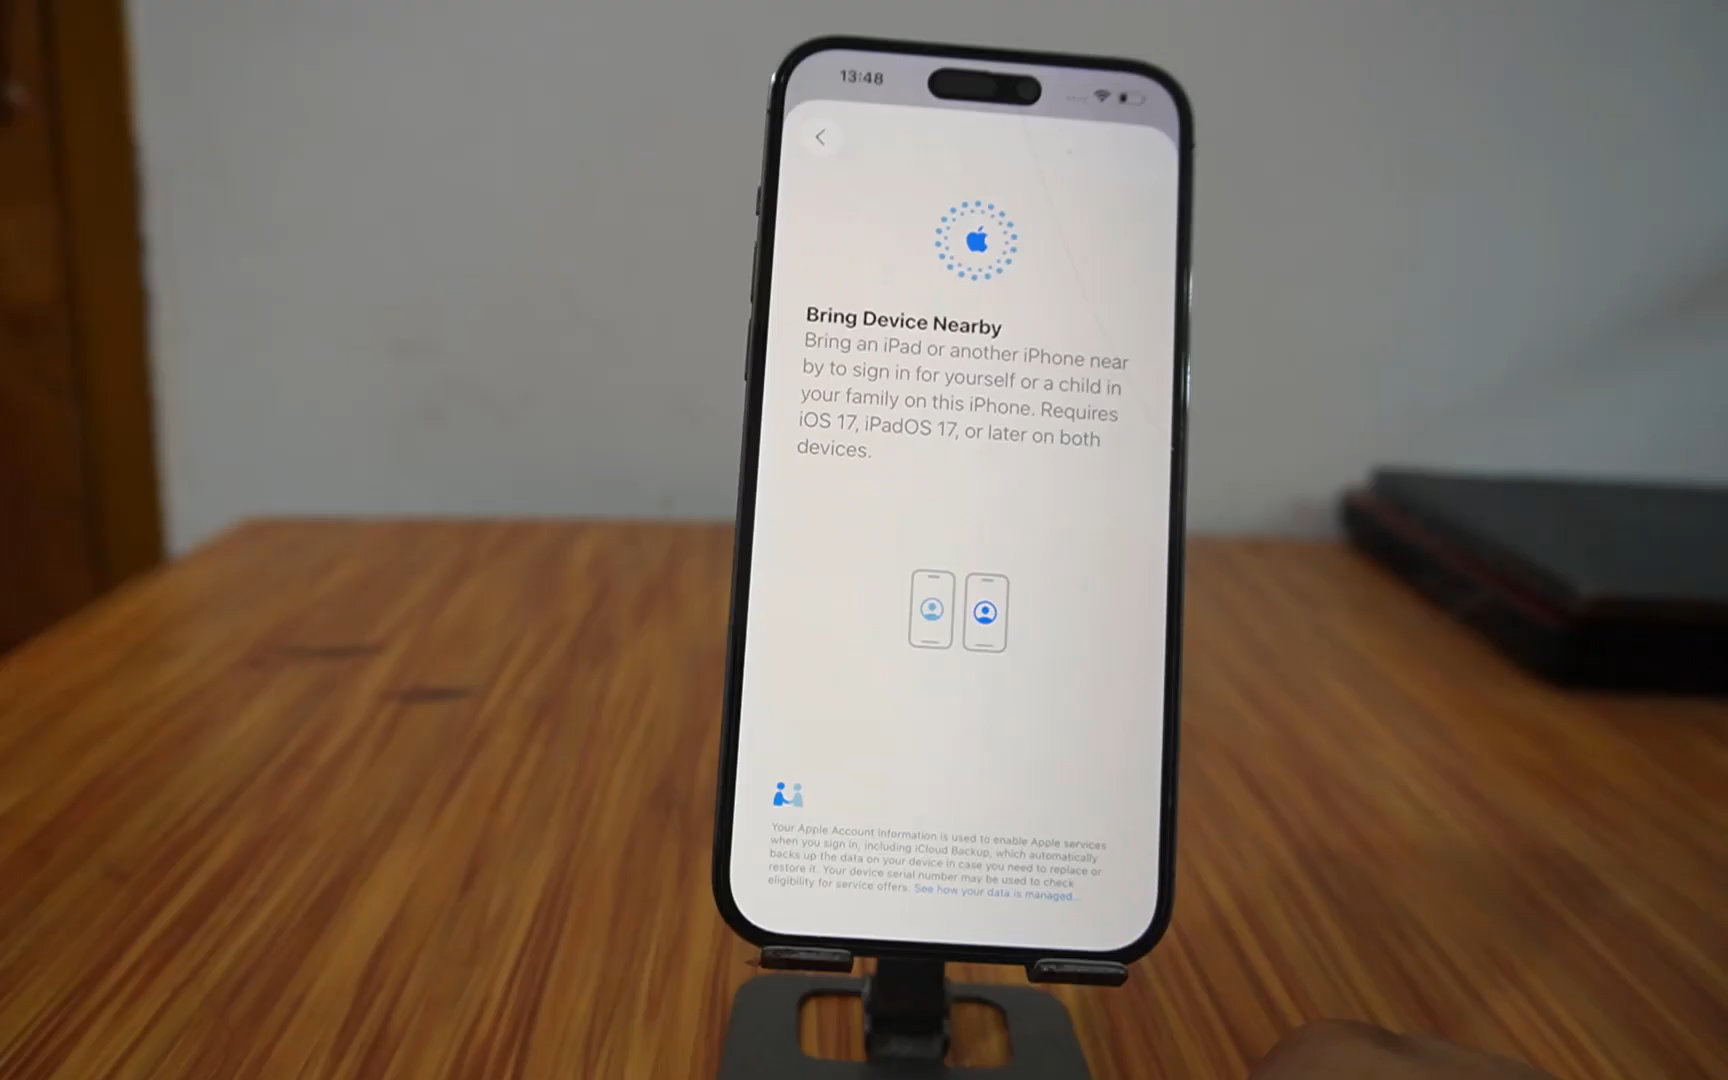 13:48
Bring Device Nearby
Bring an iPad or another iPhone near
by to sign in for yourself or a child in
your family on this iPhone. Requires
iOS 17, iPadOS 17, or later on both
devices.
Your Apple Account information is used to enable Apple services
when you sign in, including iCloud Backup, which automatically
backs up the data on your device in case you need to replace or
restore it. Your device serial number may be used to check
eligibility for service offers. See how your data is managed...